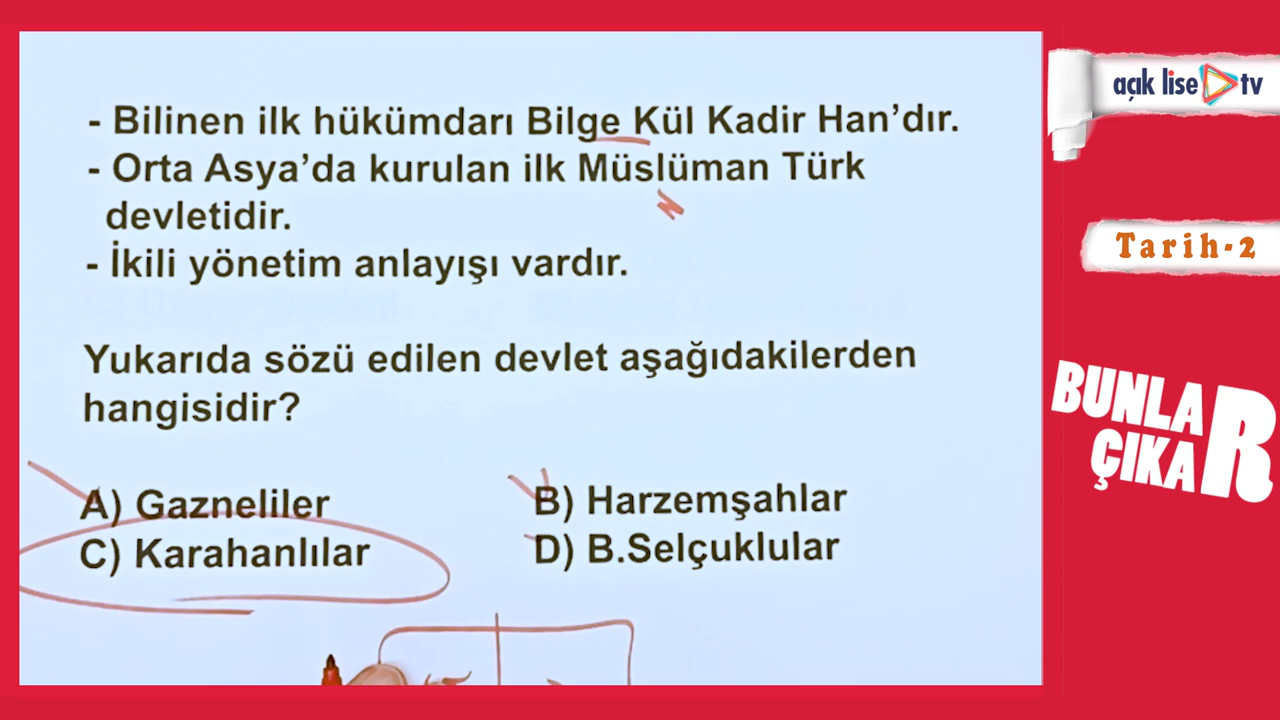 - Bilinen ilk hükümdarı Bilge Kül Kadir Han'dır.
- Orta Asya'da kurulan ilk Müslüman Türk
devletidir.
- İkili yönetim anlayışı vardır.
Yukarıda sözü edilen devlet aşağıdakilerden
hangisidir?
A) Gazneliler B) Harzemşahlar
C) Karahanlılar D) B.Selçuklular
açık lise tv
Tarih-2
BUNLAR
ÇIKAR